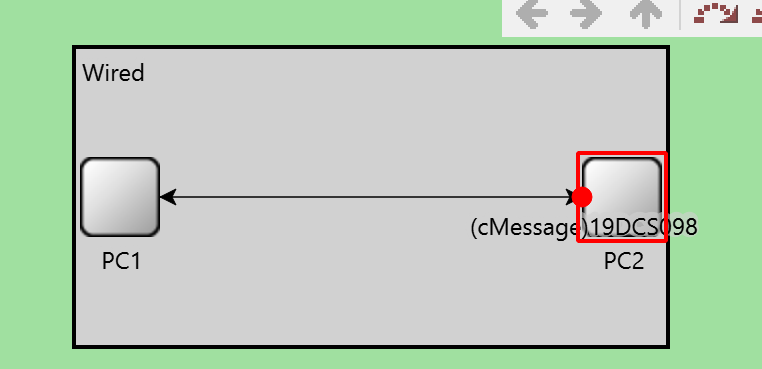 Wired
(cMessage)19DCS098
PC1
PC2